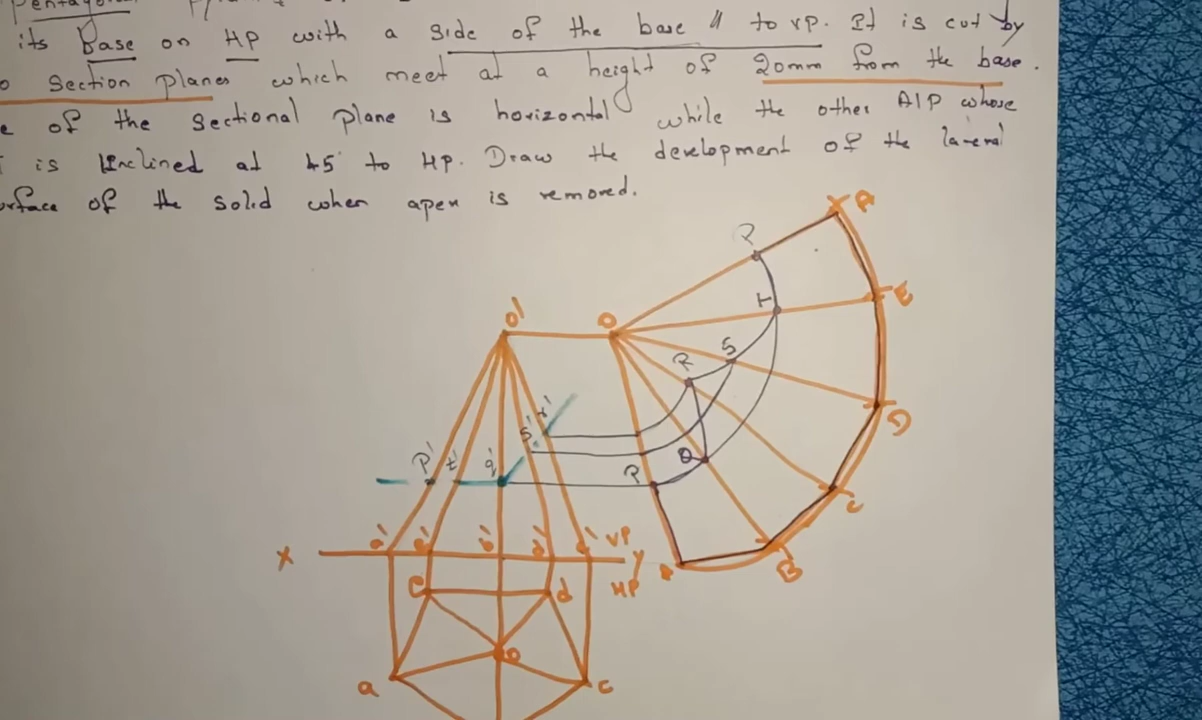 Pentagonal
its Base on HP with a side of the base 11 to VP. It is cut by
section planes which meet at a height of 20mm from the base.
of the sectional plane is horizontal while the other AIP whose
is Inclined at 45° to HP. Draw the development of the lateral
of the solid when apex is removed.
P A
T E
o' O
R S
r'
s'
D
P' t' q' P Q
C
X a' e' b' d' c' VP Y A B
HP
e d
o
a c